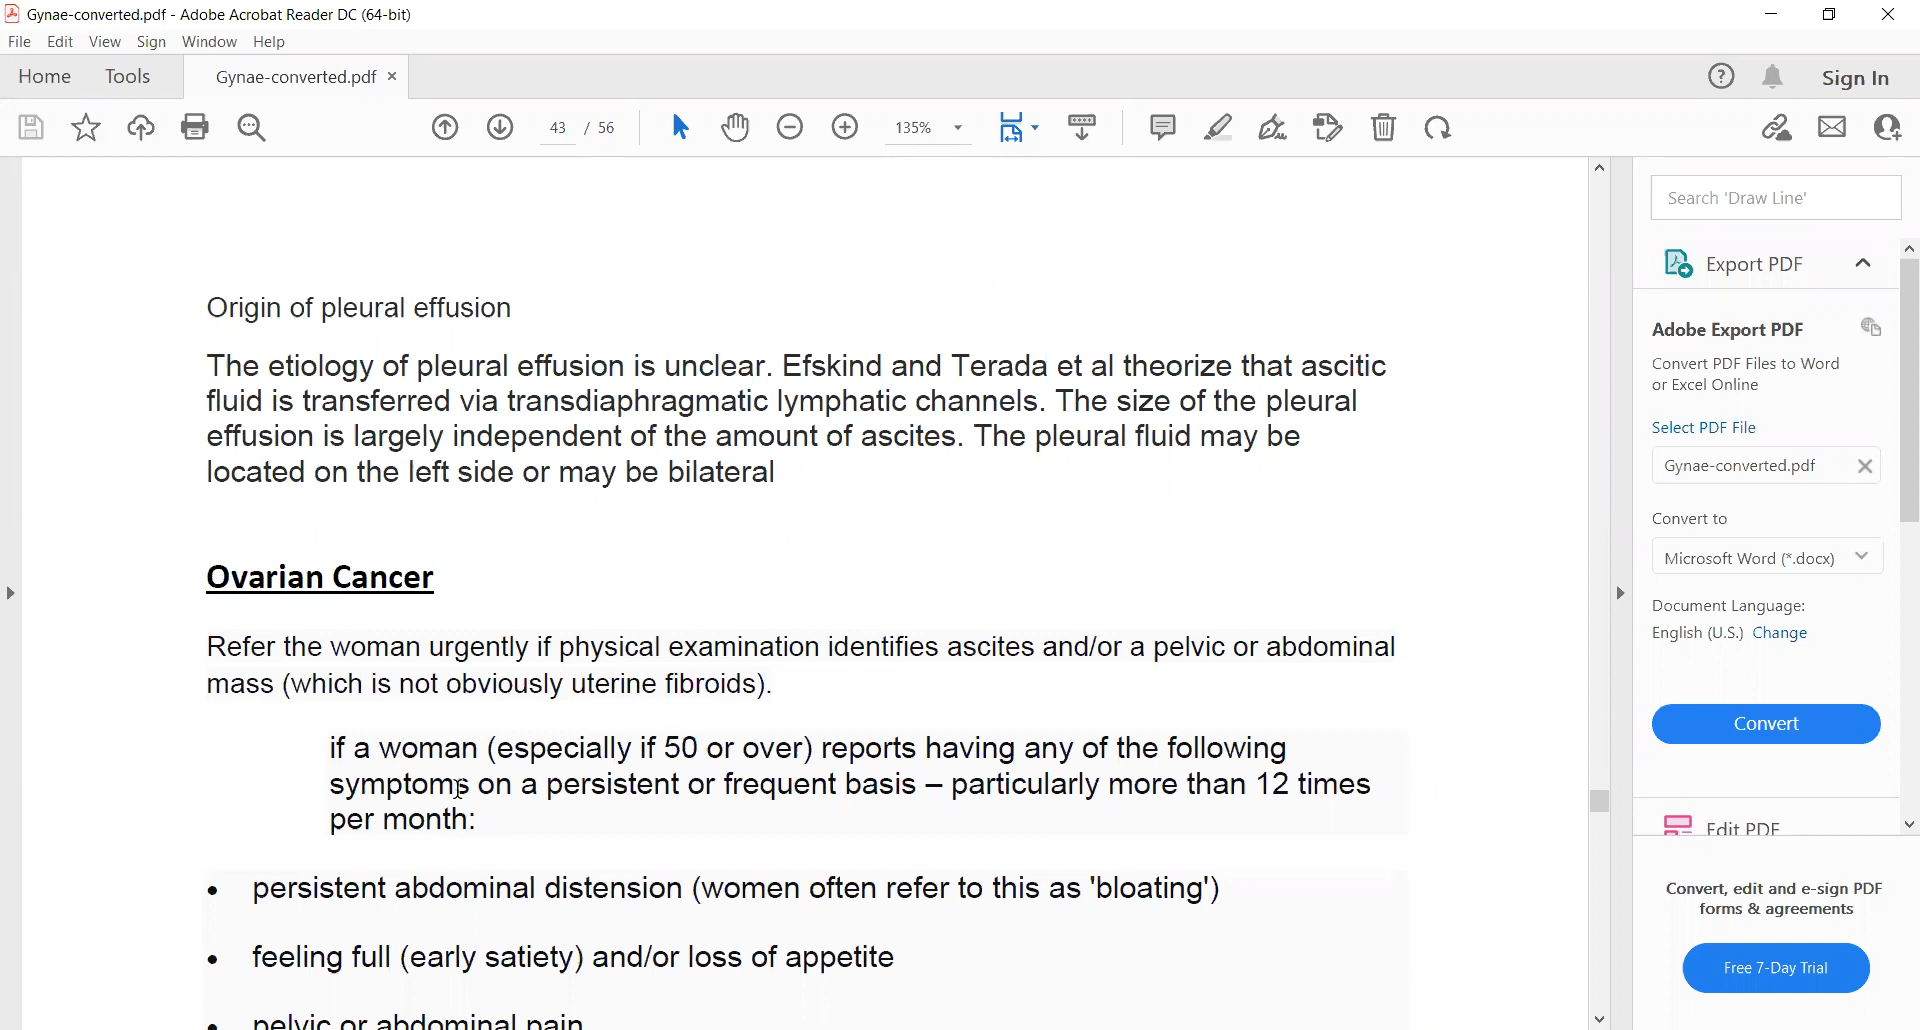 Gynae-converted.pdf - Adobe Acrobat Reader DC (64-bit)
File Edit View Sign Window Help
Home Tools Gynae-converted.pdf × Sign In
43 / 56 135%
Search 'Draw Line'
Export PDF
Adobe Export PDF
Convert PDF Files to Word
or Excel Online
Select PDF File
Gynae-converted.pdf
Convert to
Microsoft Word (*.docx)
Document Language:
English (U.S.) Change
Convert
Edit PDF
Convert, edit and e-sign PDF
forms & agreements
Free 7-Day Trial
Origin of pleural effusion
The etiology of pleural effusion is unclear. Efskind and Terada et al theorize that ascitic
fluid is transferred via transdiaphragmatic lymphatic channels. The size of the pleural
effusion is largely independent of the amount of ascites. The pleural fluid may be
located on the left side or may be bilateral
Ovarian Cancer
Refer the woman urgently if physical examination identifies ascites and/or a pelvic or abdominal
mass (which is not obviously uterine fibroids).
if a woman (especially if 50 or over) reports having any of the following
symptoms on a persistent or frequent basis – particularly more than 12 times
per month:
• persistent abdominal distension (women often refer to this as 'bloating')
• feeling full (early satiety) and/or loss of appetite
• pelvic or abdominal pain